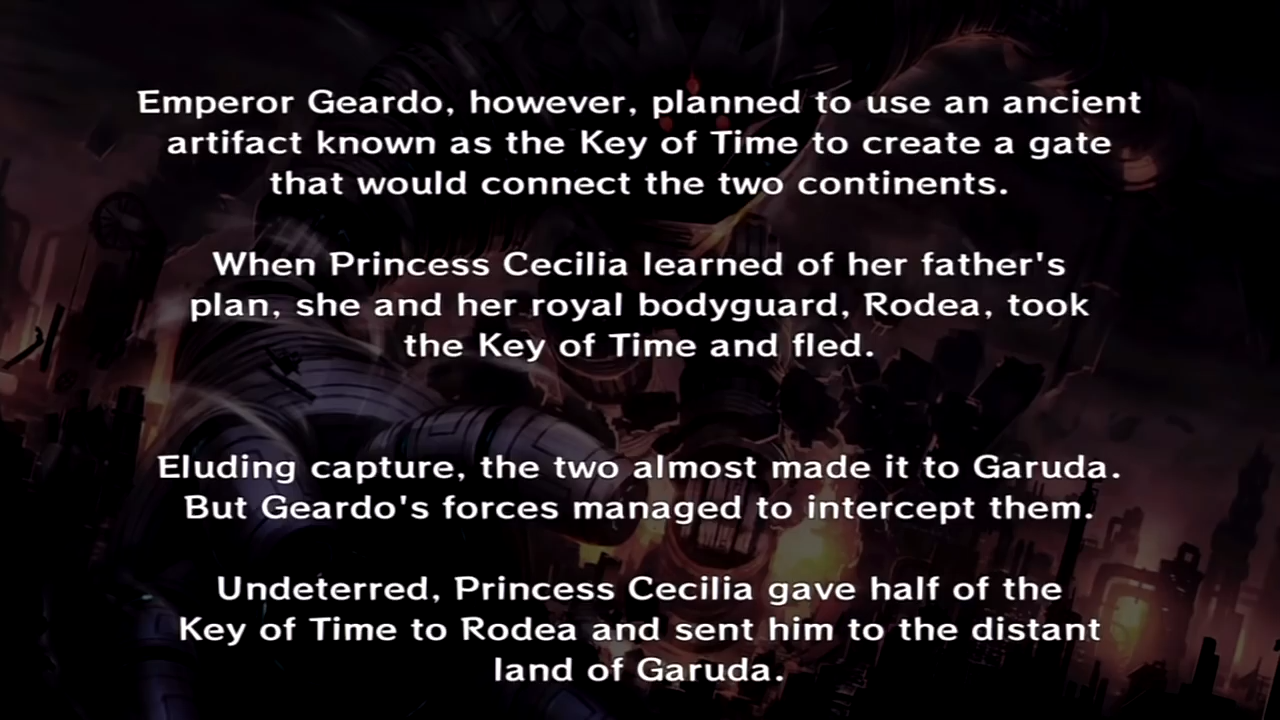 Emperor Geardo, however, planned to use an ancient
artifact known as the Key of Time to create a gate
that would connect the two continents.
When Princess Cecilia learned of her father's
plan, she and her royal bodyguard, Rodea, took
the Key of Time and fled.
Eluding capture, the two almost made it to Garuda.
But Geardo's forces managed to intercept them.
Undeterred, Princess Cecilia gave half of the
Key of Time to Rodea and sent him to the distant
land of Garuda.